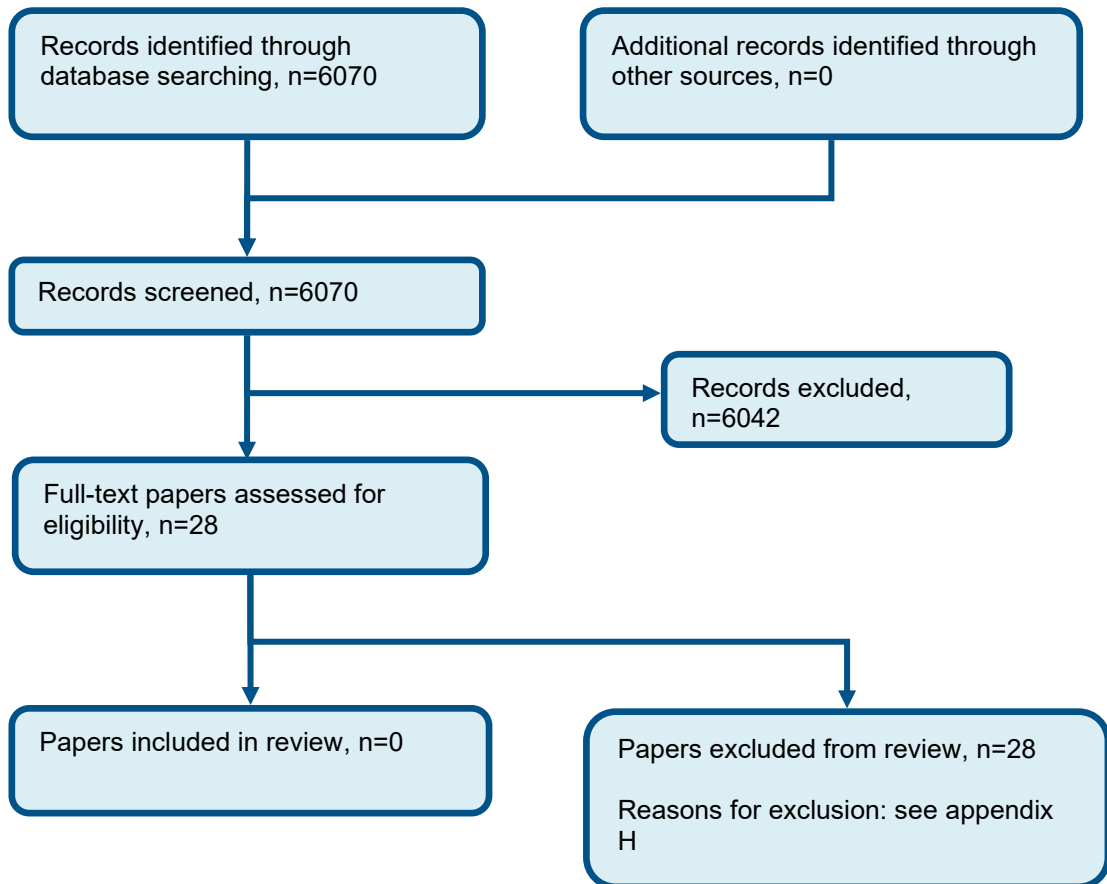 Records identified through
database searching, n=6070
Additional records identified through
other sources, n=0
Records screened, n=6070
Records excluded,
n=6042
Full-text papers assessed for
eligibility, n=28
Papers included in review, n=0
Papers excluded from review, n=28
Reasons for exclusion: see appendix
H